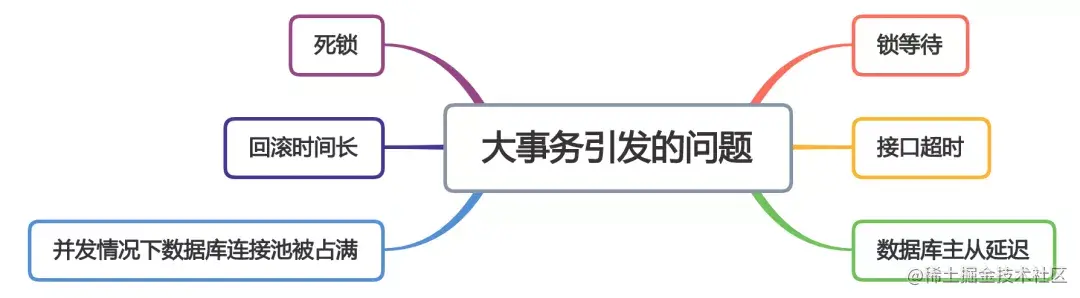 死锁
锁等待
大事务引发的问题
回滚时间长
接口超时
并发情况下数据库连接池被占满
数据库主从延迟
@稀土掘金技术社区